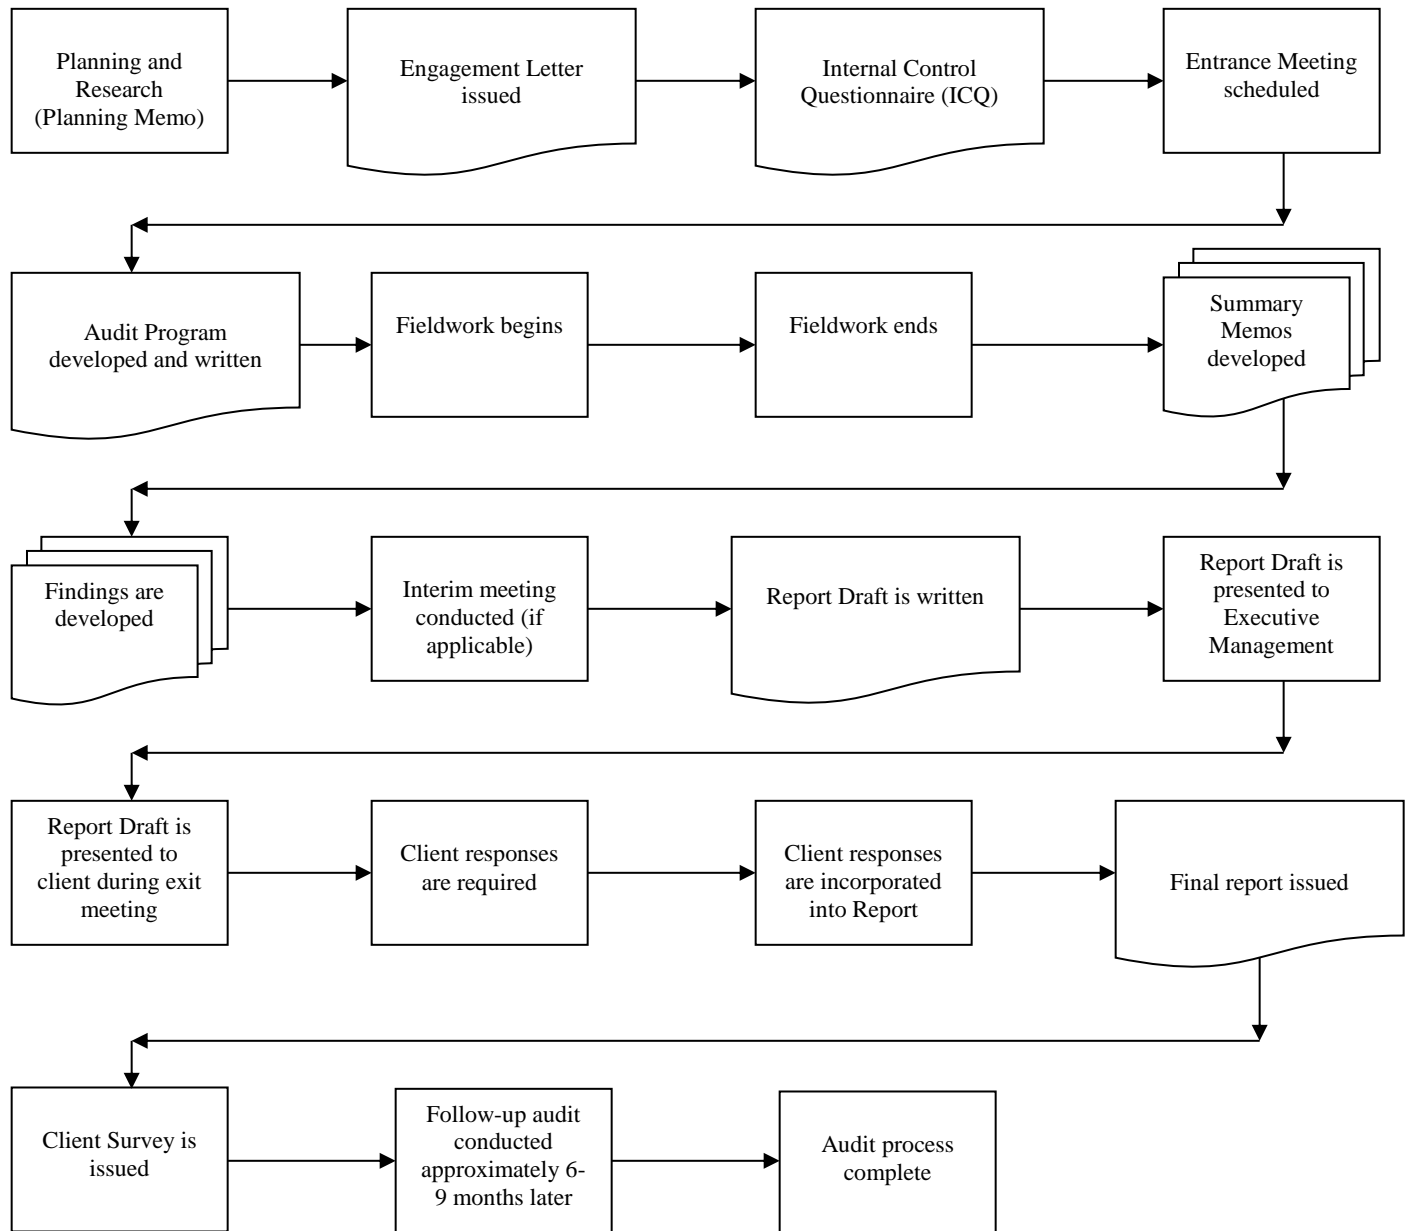 Planning and
Research
(Planning Memo)
Engagement Letter
issued
Internal Control
Questionnaire (ICQ)
Entrance Meeting
scheduled
Audit Program
developed and written
Fieldwork begins
Fieldwork ends
Summary
Memos
developed
Findings are
developed
Interim meeting
conducted (if
applicable)
Report Draft is written
Report Draft is
presented to
Executive
Management
Report Draft is
presented to
client during exit
meeting
Client responses
are required
Client responses
are incorporated
into Report
Final report issued
Client Survey is
issued
Follow-up audit
conducted
approximately 6-
9 months later
Audit process
complete